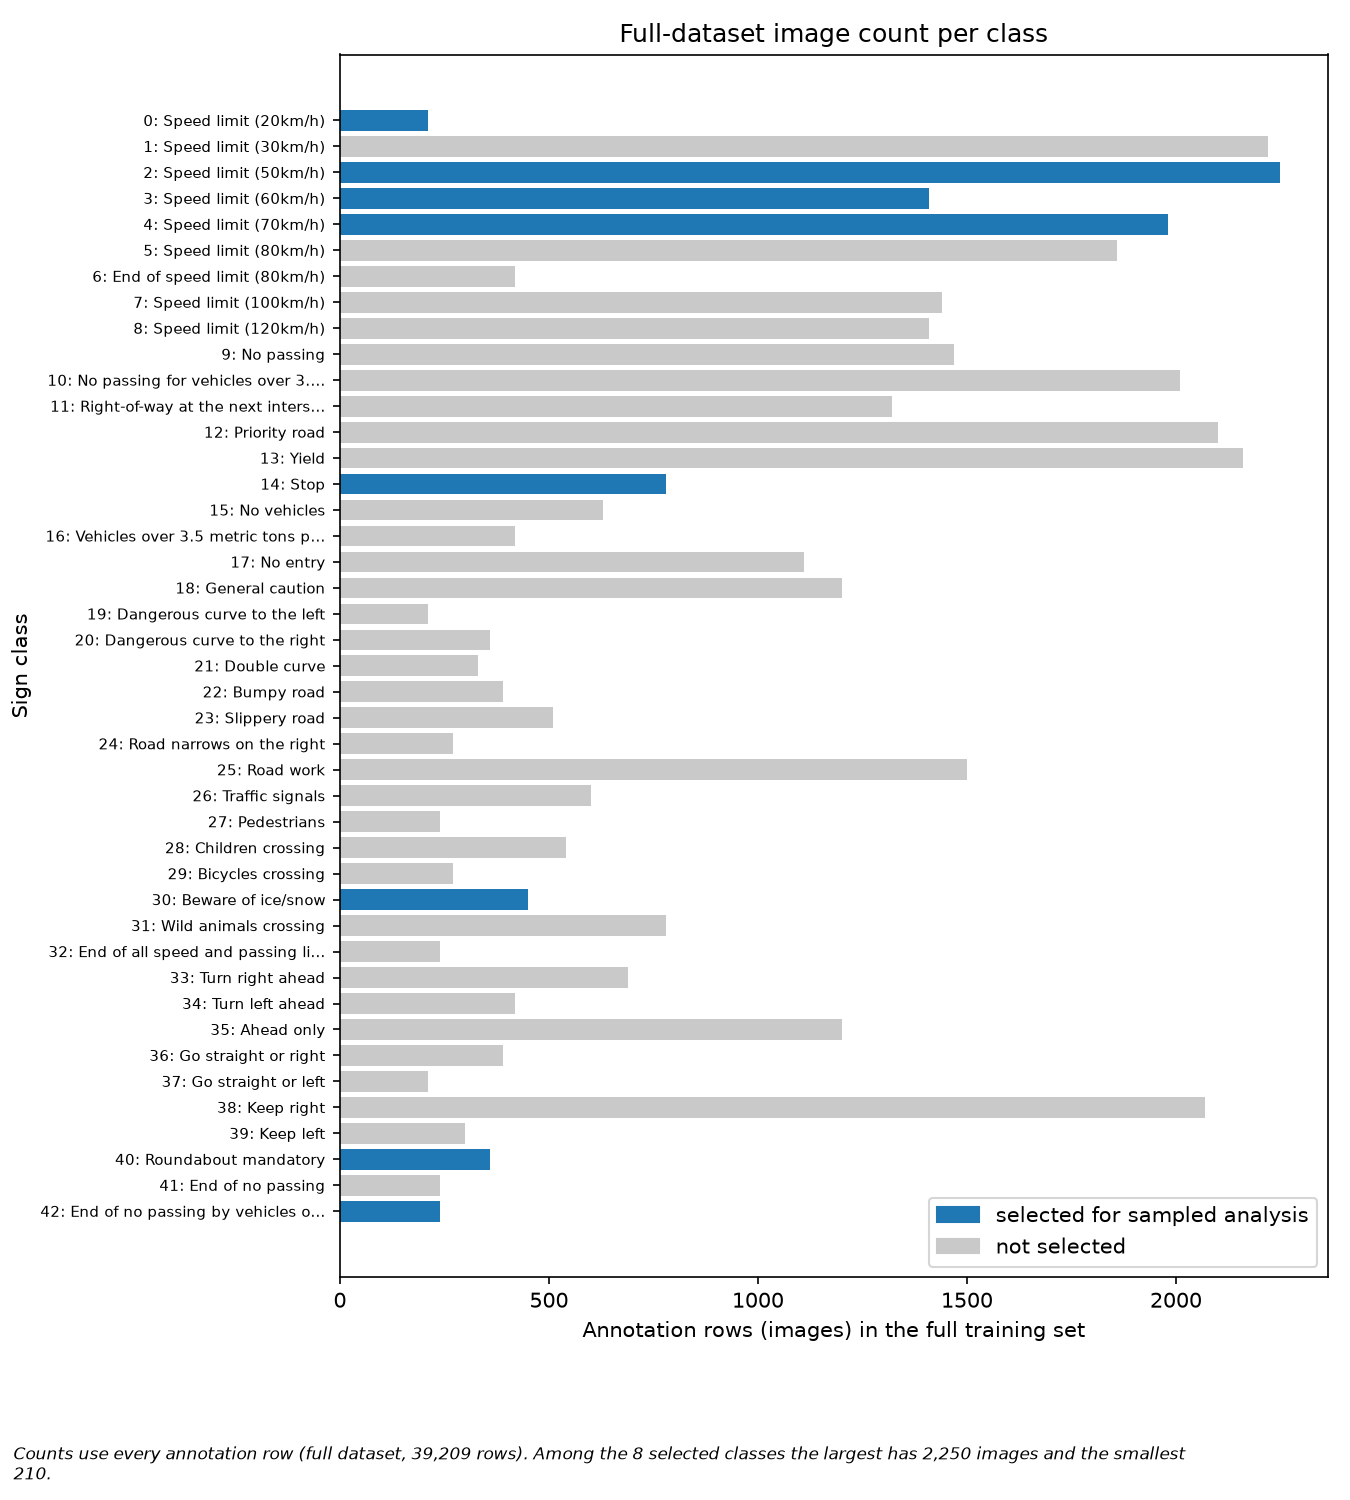 Full-dataset image count per class
0: Speed limit (20km/h)
1: Speed limit (30km/h)
2: Speed limit (50km/h)
3: Speed limit (60km/h)
4: Speed limit (70km/h)
5: Speed limit (80km/h)
6: End of speed limit (80km/h)
7: Speed limit (100km/h)
8: Speed limit (120km/h)
9: No passing
10: No passing for vehicles over 3.…
11: Right-of-way at the next inters…
12: Priority road
13: Yield
14: Stop
15: No vehicles
16: Vehicles over 3.5 metric tons p…
17: No entry
18: General caution
19: Dangerous curve to the left
20: Dangerous curve to the right
21: Double curve
22: Bumpy road
23: Slippery road
24: Road narrows on the right
25: Road work
26: Traffic signals
27: Pedestrians
28: Children crossing
29: Bicycles crossing
30: Beware of ice/snow
31: Wild animals crossing
32: End of all speed and passing li…
33: Turn right ahead
34: Turn left ahead
35: Ahead only
36: Go straight or right
37: Go straight or left
38: Keep right
39: Keep left
40: Roundabout mandatory
41: End of no passing
42: End of no passing by vehicles o…
Sign class
selected for sampled analysis
not selected
0 500 1000 1500 2000
Annotation rows (images) in the full training set
Counts use every annotation row (full dataset, 39,209 rows). Among the 8 selected classes the largest has 2,250 images and the smallest
210.